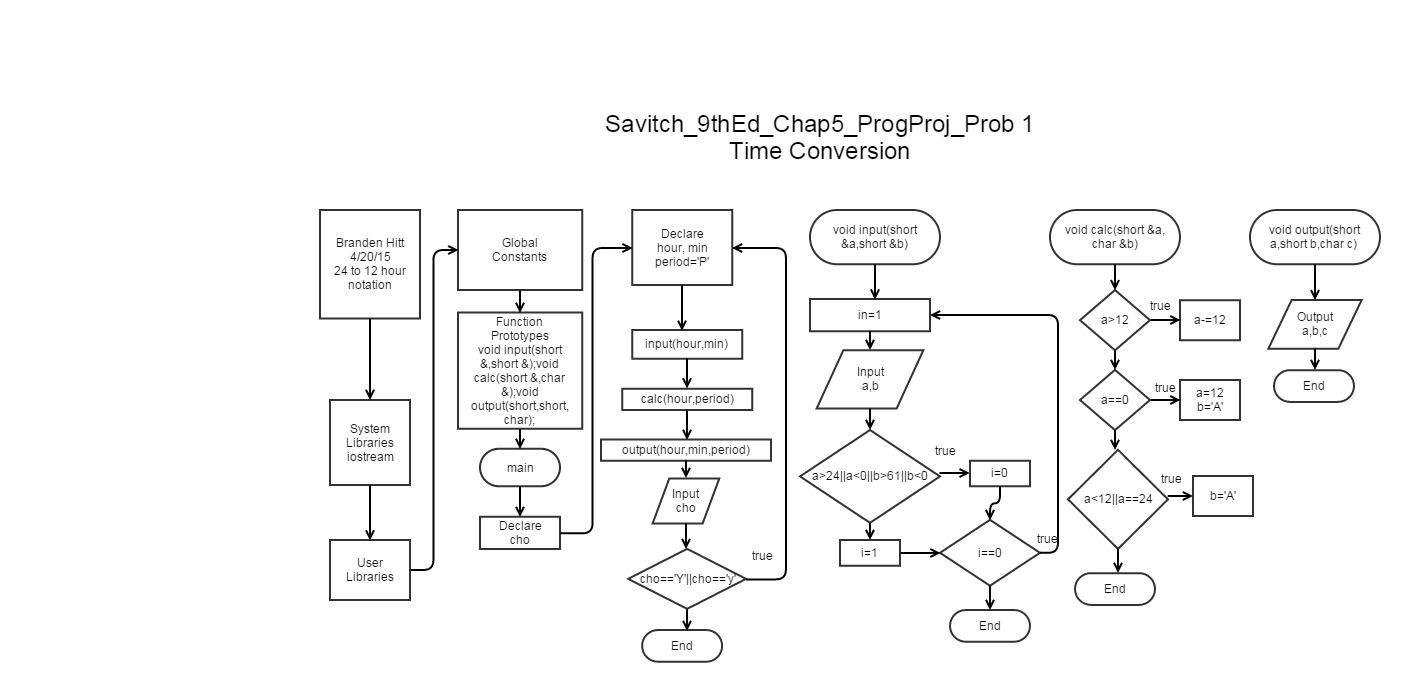 Savitch_9thEd_Chap5_ProgProj_Prob 1
Time Conversion
Branden Hitt
4/20/15
24 to 12 hour
notation
System
Libraries
iostream
User
Libraries
Global
Constants
Function
Prototypes
void input(short
&,short &);void
calc(short &,char
&);void
output(short,short,
char);
main
Declare
cho
Declare
hour, min
period='P'
input(hour,min)
calc(hour,period)
output(hour,min,period)
Input
cho
cho=='Y'||cho=='y'
true
End
void input(short
&a,short &b)
in=1
Input
a,b
a>24||a<0||b>61||b<0
true
i=0
i=1
i==0
true
End
void calc(short &a,
char &b)
a>12
true
a-=12
a==0
true
a=12
b='A'
a<12||a==24
true
b='A'
End
void output(short
a,short b,char c)
Output
a,b,c
End